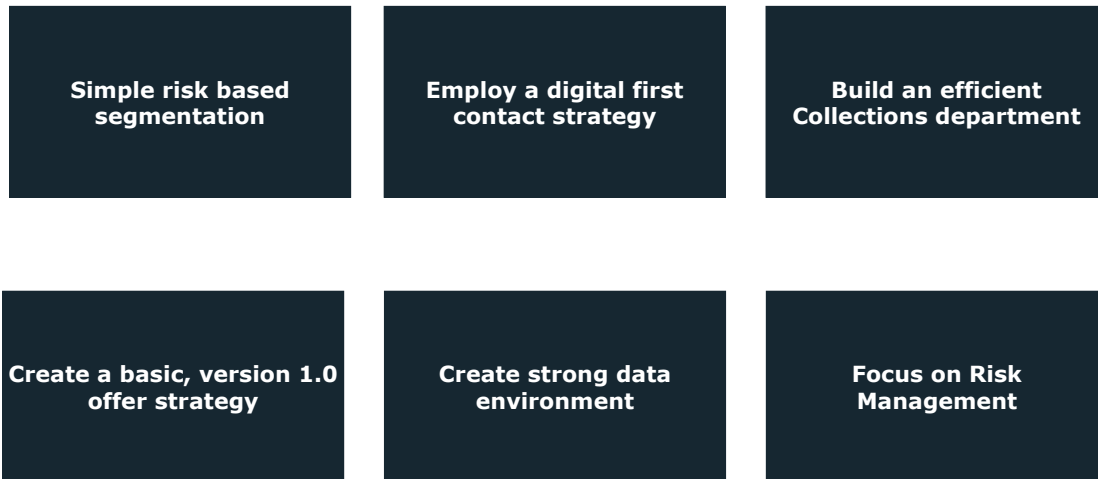 Simple risk based
segmentation
Employ a digital first
contact strategy
Build an efficient
Collections department
Create a basic, version 1.0
offer strategy
Create strong data
environment
Focus on Risk
Management